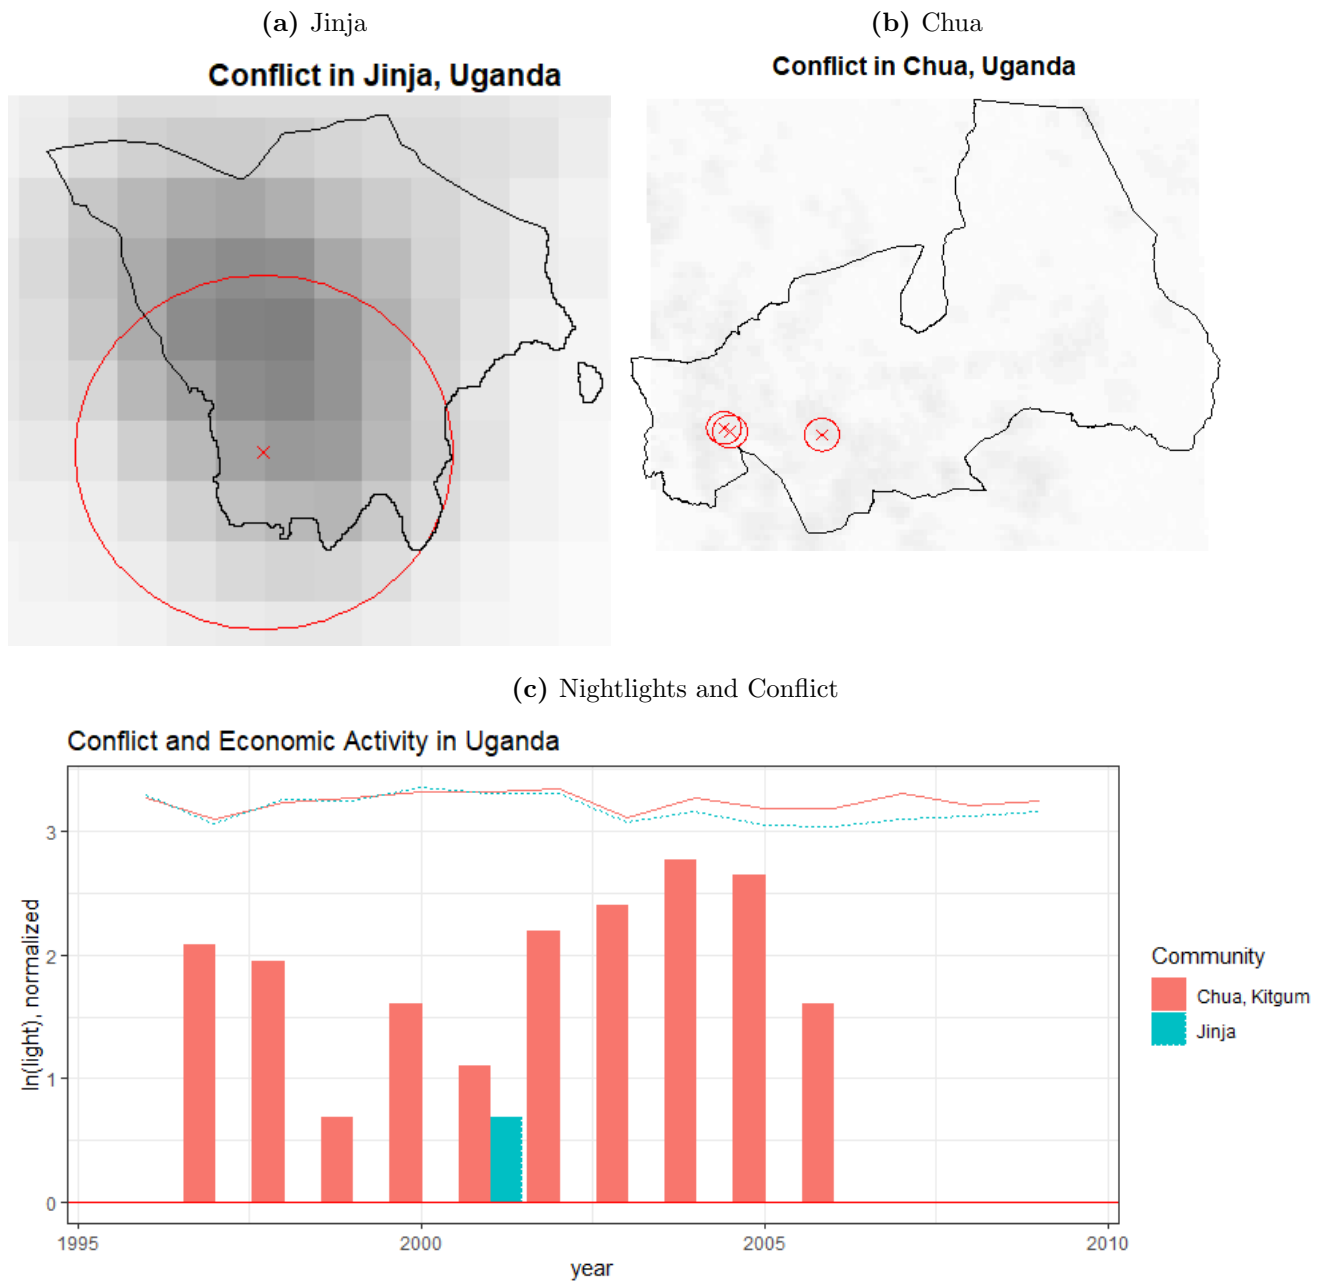 (a) Jinja
Conflict in Jinja, Uganda
(b) Chua
Conflict in Chua, Uganda
(c) Nightlights and Conflict
Conflict and Economic Activity in Uganda
ln(light), normalized
3
2
1
0
1995
2000
2005
2010
year
Community
Chua, Kitgum
Jinja